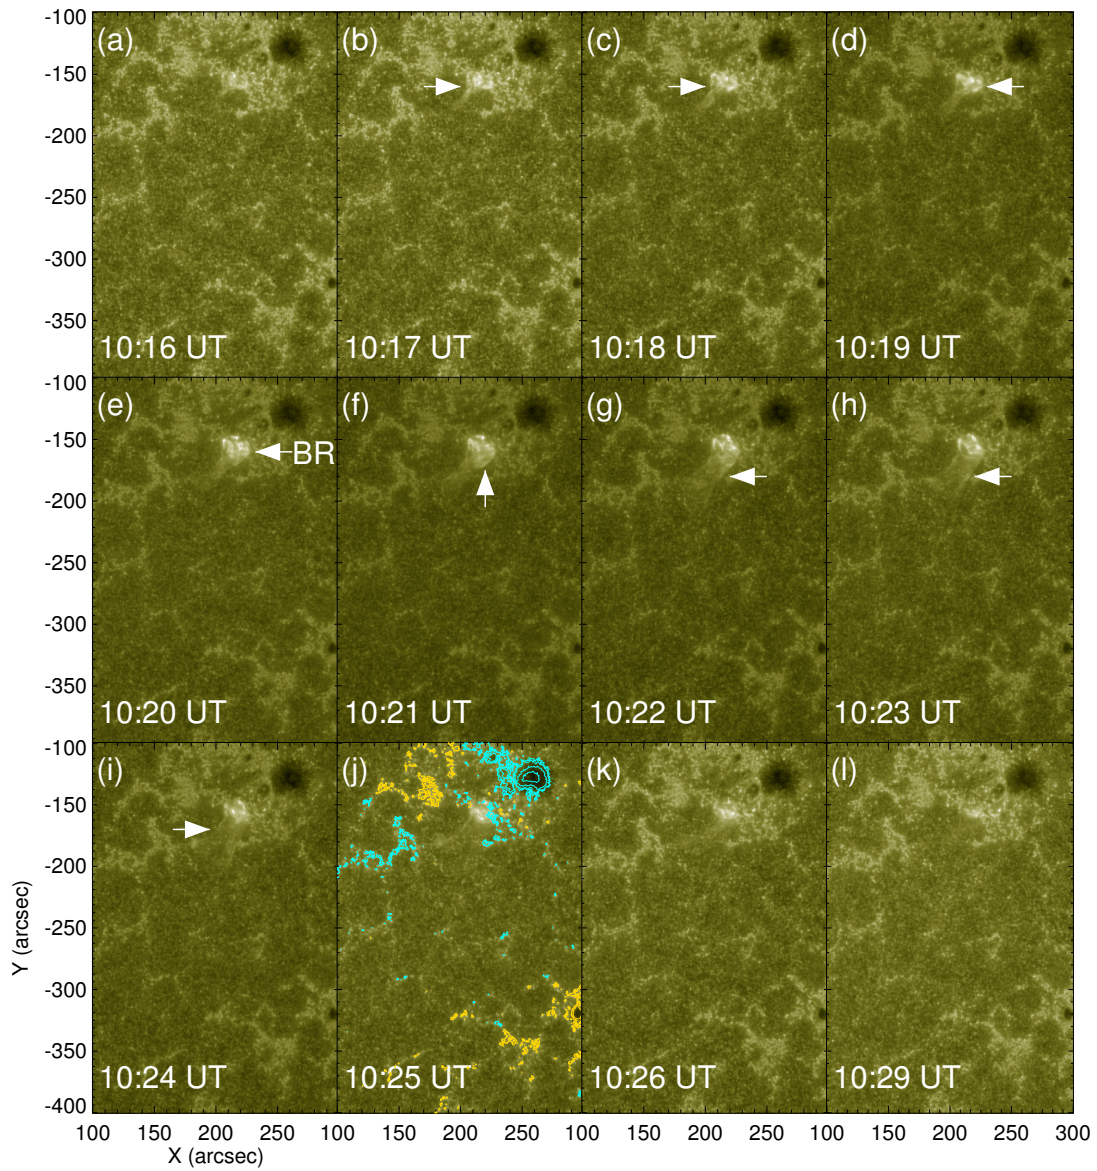 -100
(a)
(b)
(c)
(d)
-150
-200
-250
-300
-350
10:16 UT
10:17 UT
10:18 UT
10:19 UT
-100
(e)
(f)
(g)
(h)
-150
BR
-200
-250
-300
-350
10:20 UT
10:21 UT
10:22 UT
10:23 UT
-100
(i)
(j)
(k)
(l)
-150
-200
-250
-300
-350
-400
Y (arcsec)
10:24 UT
10:25 UT
10:26 UT
10:29 UT
100 150 200 250 100 150 200 250 100 150 200 250 100 150 200 250 300
X (arcsec)